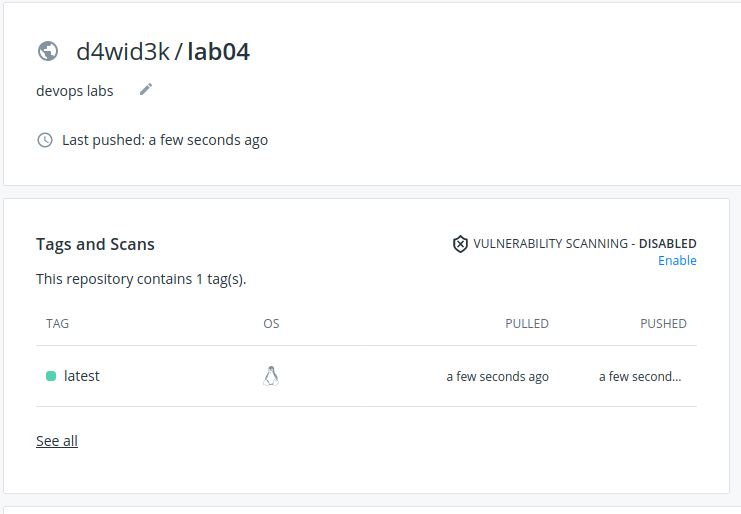 d4wid3k / lab04
devops labs
Last pushed: a few seconds ago
Tags and Scans
VULNERABILITY SCANNING - DISABLED
Enable
This repository contains 1 tag(s).
TAG OS PULLED PUSHED
latest a few seconds ago a few second...
See all